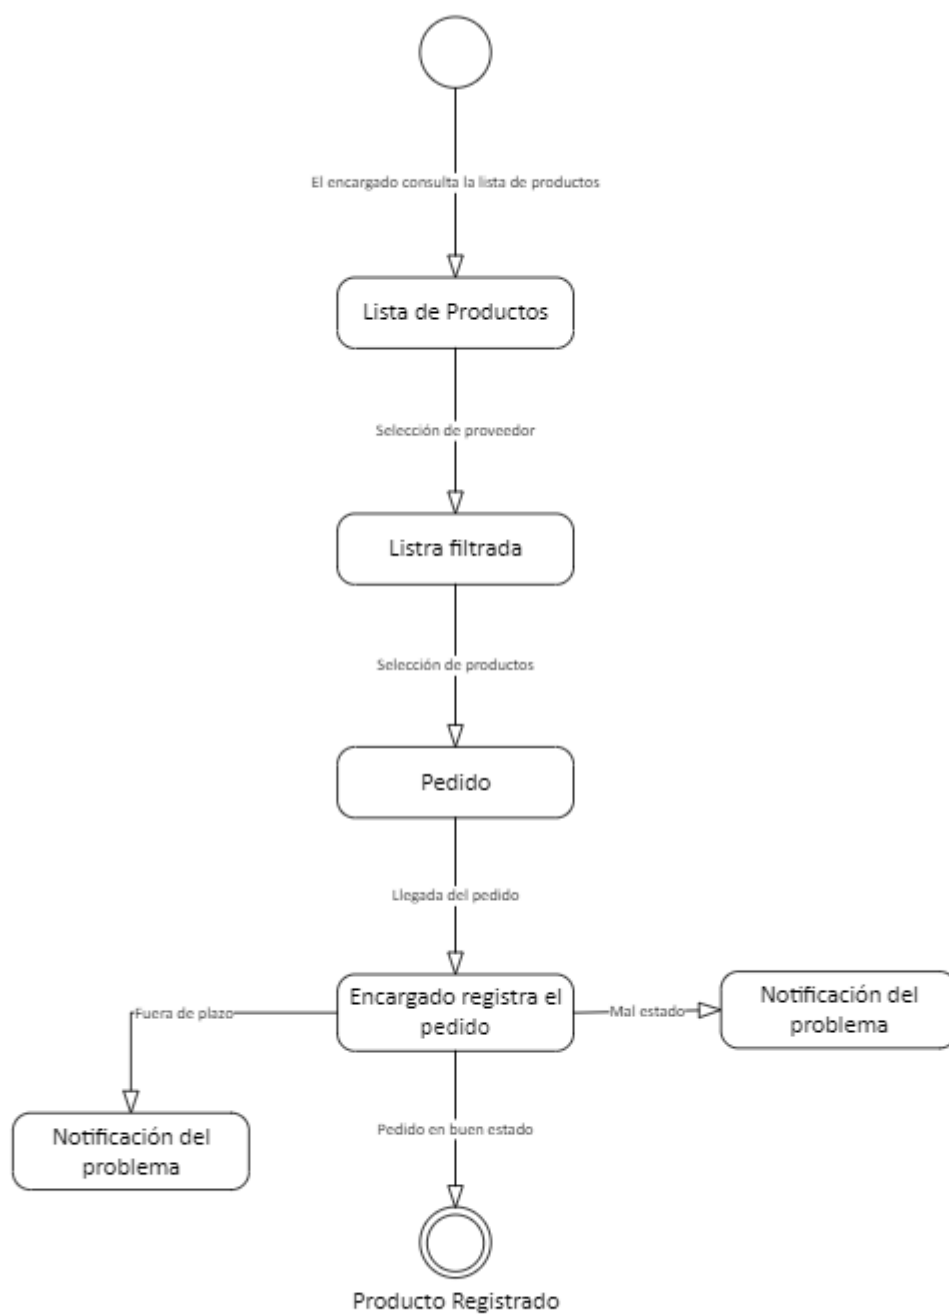 El encargado consulta la lista de productos
Lista de Productos
Selección de proveedor
Listra filtrada
Selección de productos
Pedido
Llegada del pedido
Encargado registra el
pedido
Fuera de plazo
Mal estado
Notificación del
problema
Notificación del
problema
Pedido en buen estado
Producto Registrado